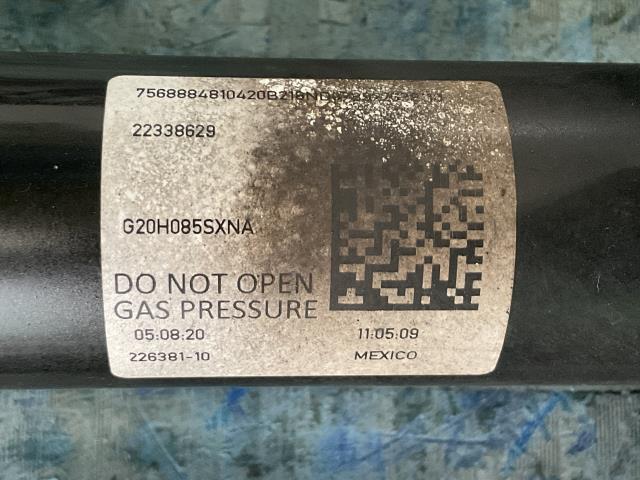 22338629
G20H085SXNA
DO NOT OPEN
GAS PRESSURE
05:08:20 11:05:09
226381-10 MEXICO